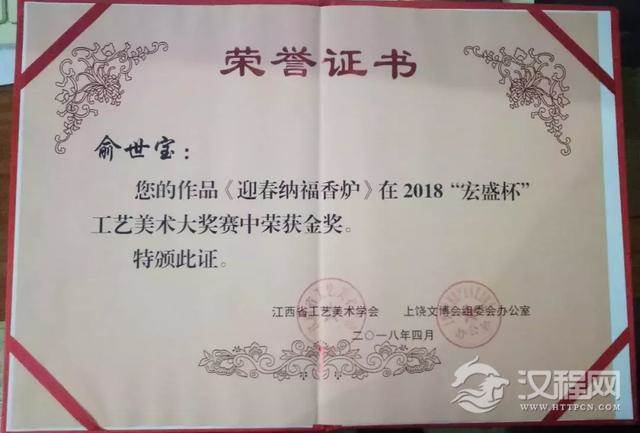 荣誉证书
俞世宝：
您的作品《迎春纳福香炉》在2018“宏盛杯”
工艺美术大奖赛中荣获金奖。
特颁此证。
江西省工艺美术学会 上饶文博会组委会办公室
二〇一八年四月
汉程网
WWW.HTTPCN.COM